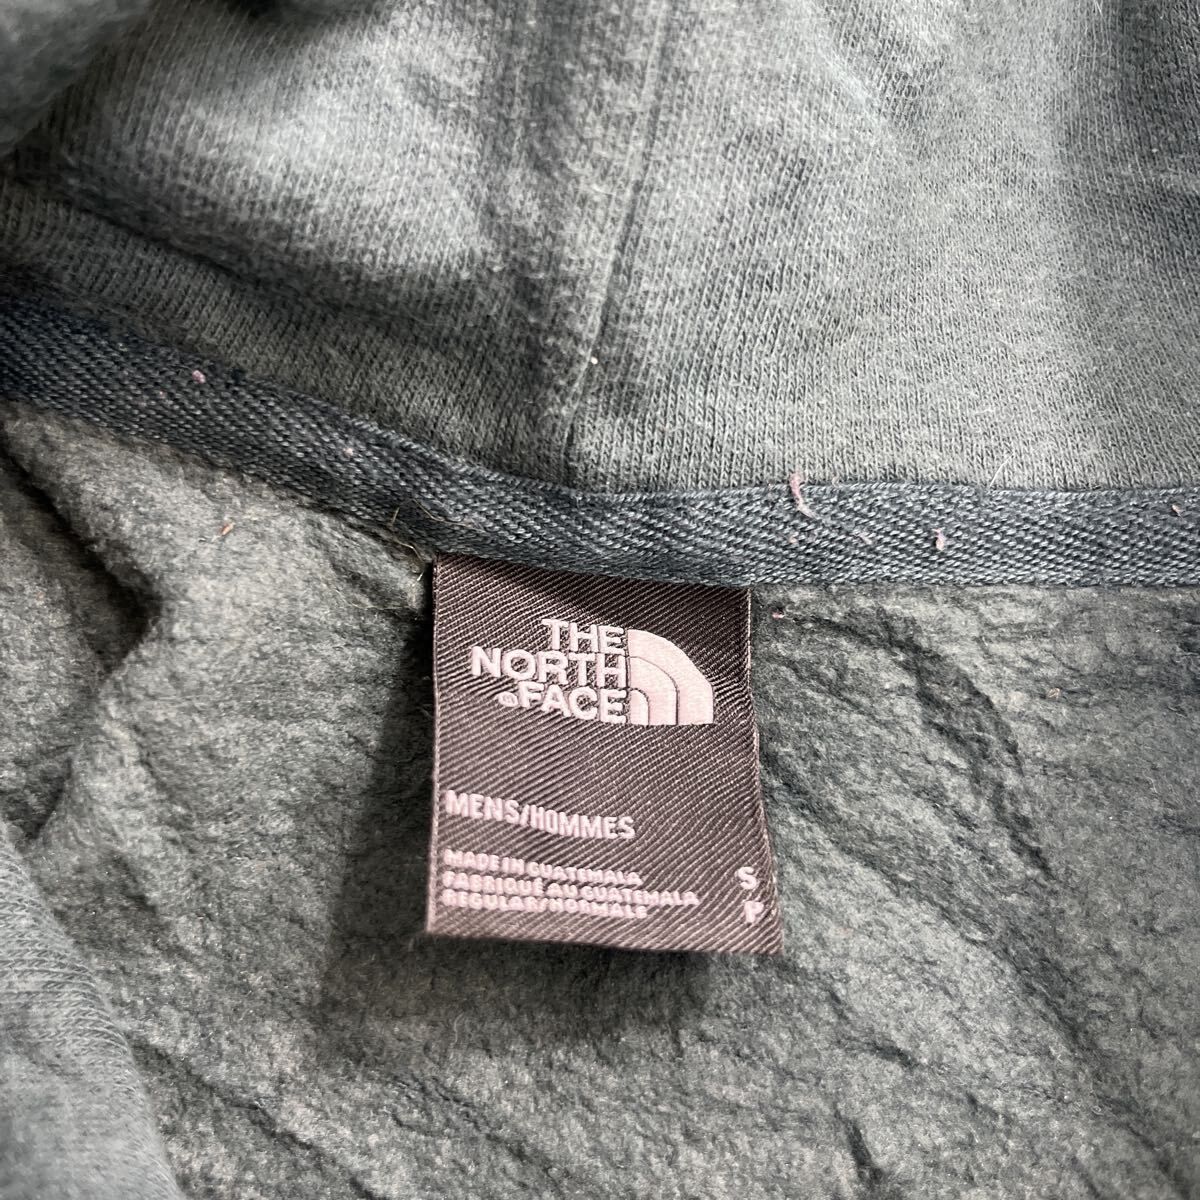 THE
NORTH
FACE
MENS/HOMMES
MADE IN GUATEMALA
FABRIQUÉ AU GUATEMALA
REGULAR/NORMALE
S
P